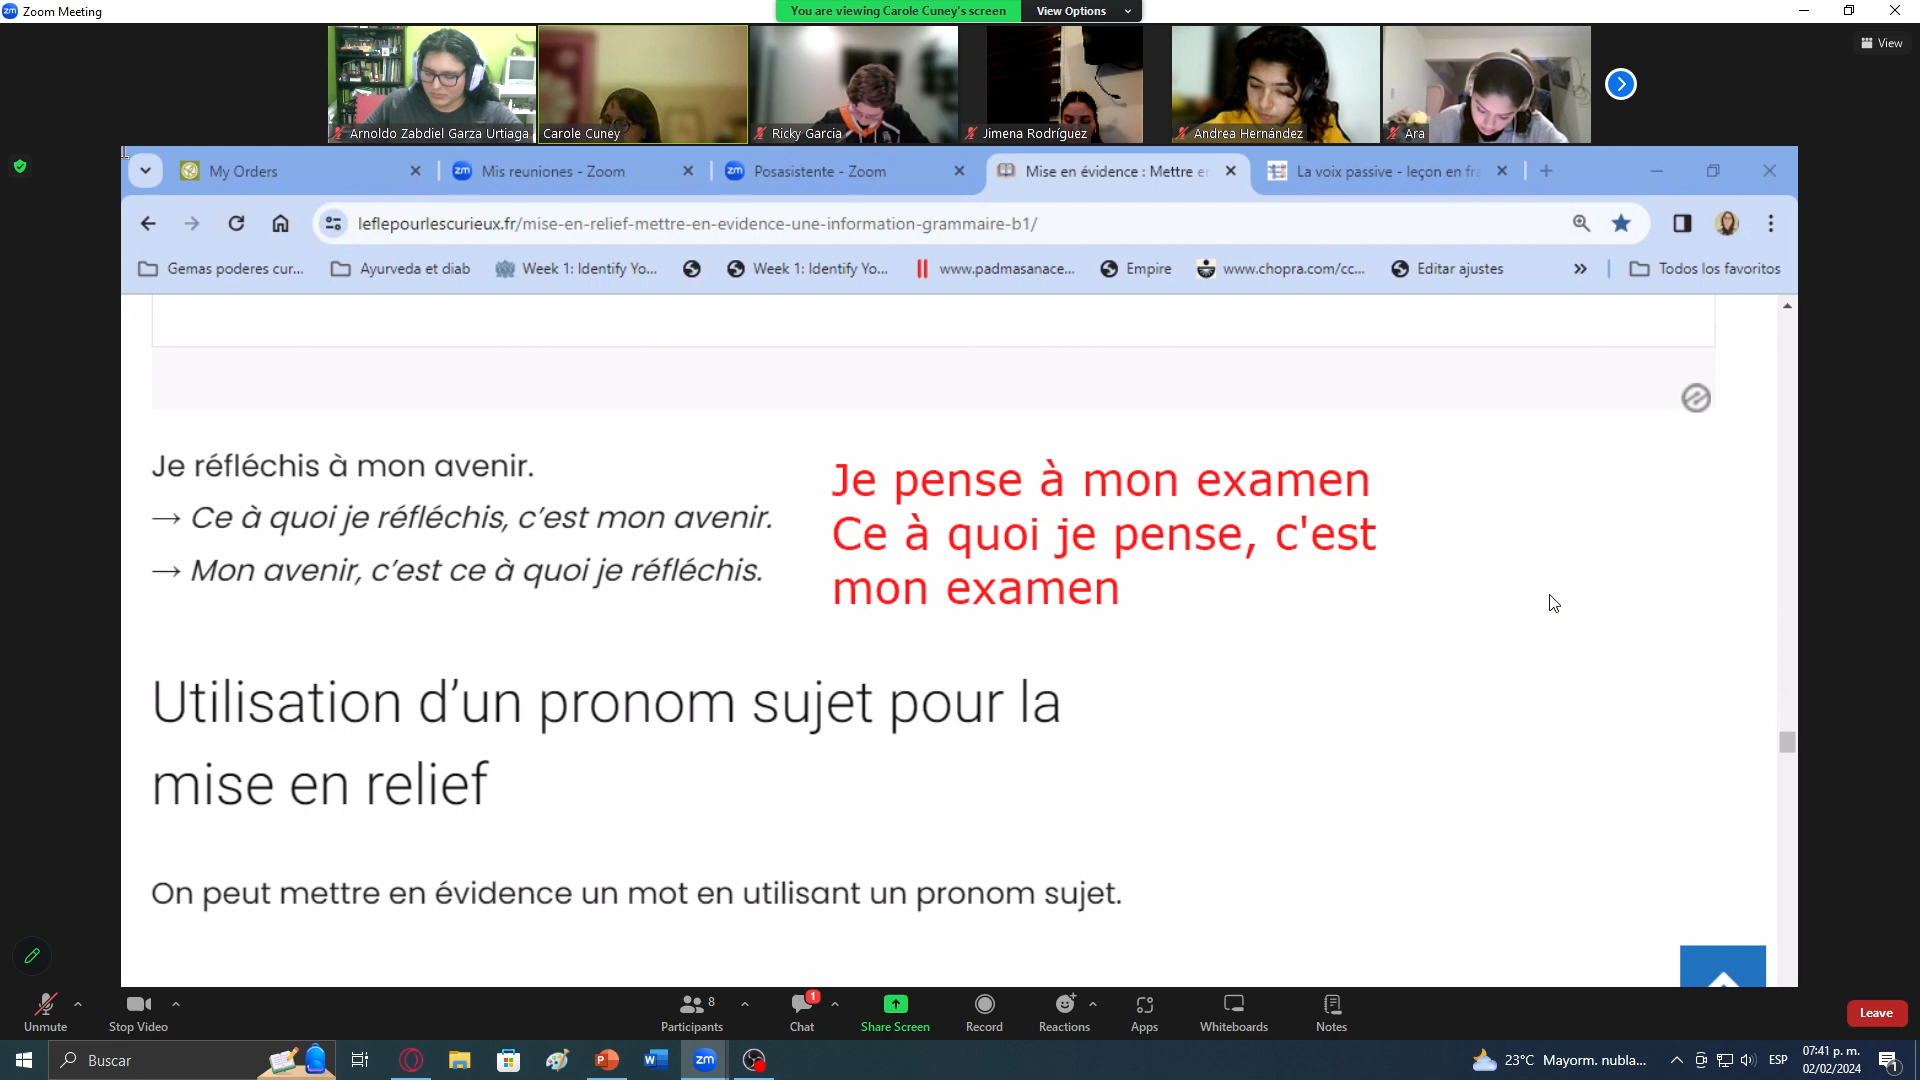 Zoom Meeting
You are viewing Carole Cuney's screen
View Options
View
Arnoldo Zabdiel Garza Urtiaga
Carole Cuney
Ricky Garcia
Jimena Rodríguez
Andrea Hernández
Ara
My Orders
Mis reuniones - Zoom
Posasistente - Zoom
Mise en évidence : Mettre en
La voix passive - leçon en fra
leflepourlescurieux.fr/mise-en-relief-mettre-en-evidence-une-information-grammaire-b1/
Gemas poderes cur...
Ayurveda et diab
Week 1: Identify Yo...
Week 1: Identify Yo...
www.padmasanace...
Empire
www.chopra.com/cc...
Editar ajustes
Todos los favoritos
Je réfléchis à mon avenir.
→ Ce à quoi je réfléchis, c’est mon avenir.
→ Mon avenir, c’est ce à quoi je réfléchis.
Je pense à mon examen
Ce à quoi je pense, c'est
mon examen
Utilisation d’un pronom sujet pour la
mise en relief
On peut mettre en évidence un mot en utilisant un pronom sujet.
Unmute
Stop Video
Participants
8
Chat
1
Share Screen
Record
Reactions
Apps
Whiteboards
Notes
Leave
Buscar
23°C Mayorm. nubla...
ESP
07:41 p. m.
02/02/2024
1